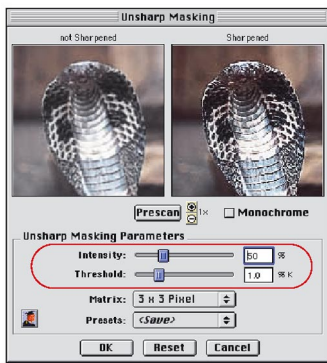 Unsharp Masking
not Sharpened Sharpened
Prescan 1x Monochrome
Unsharp Masking Parameters
Intensity: 50 %
Threshold: 1.0 % K
Matrix: 3 x 3 Pixel
Presets: <Save>
OK Reset Cancel